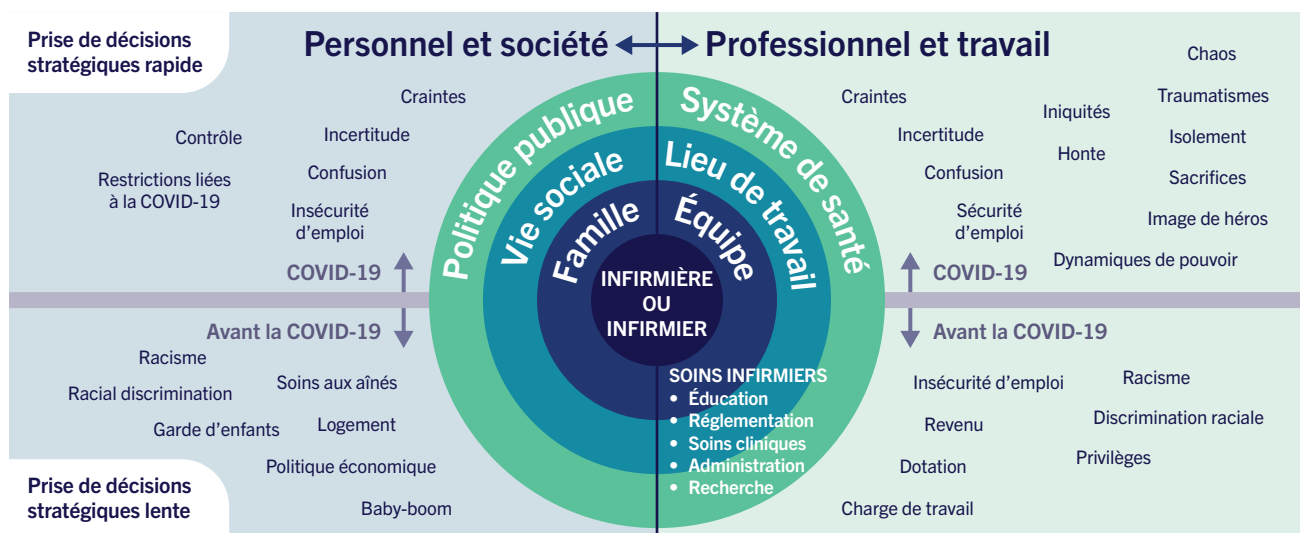 Prise de décisions
stratégiques rapide
Personnel et société
Professionnel et travail
Craintes
Contrôle
Incertitude
Confusion
Restrictions liées
à la COVID-19
Insécurité
d'emploi
COVID-19
Avant la COVID-19
Racisme
Racial discrimination
Soins aux aînés
Garde d'enfants
Logement
Politique économique
Baby-boom
Prise de décisions
stratégiques lente
Politique publique
Vie sociale
Famille
Système de santé
Lieu de travail
Équipe
INFIRMIÈRE
OU
INFIRMIER
SOINS INFIRMIERS
• Éducation
• Réglementation
• Soins cliniques
• Administration
• Recherche
Craintes
Incertitude
Confusion
Sécurité
d'emploi
Iniquités
Honte
Chaos
Traumatismes
Isolement
Sacrifices
Image de héros
Dynamiques de pouvoir
COVID-19
Avant la COVID-19
Insécurité d'emploi
Racisme
Revenu
Discrimination raciale
Dotation
Privilèges
Charge de travail